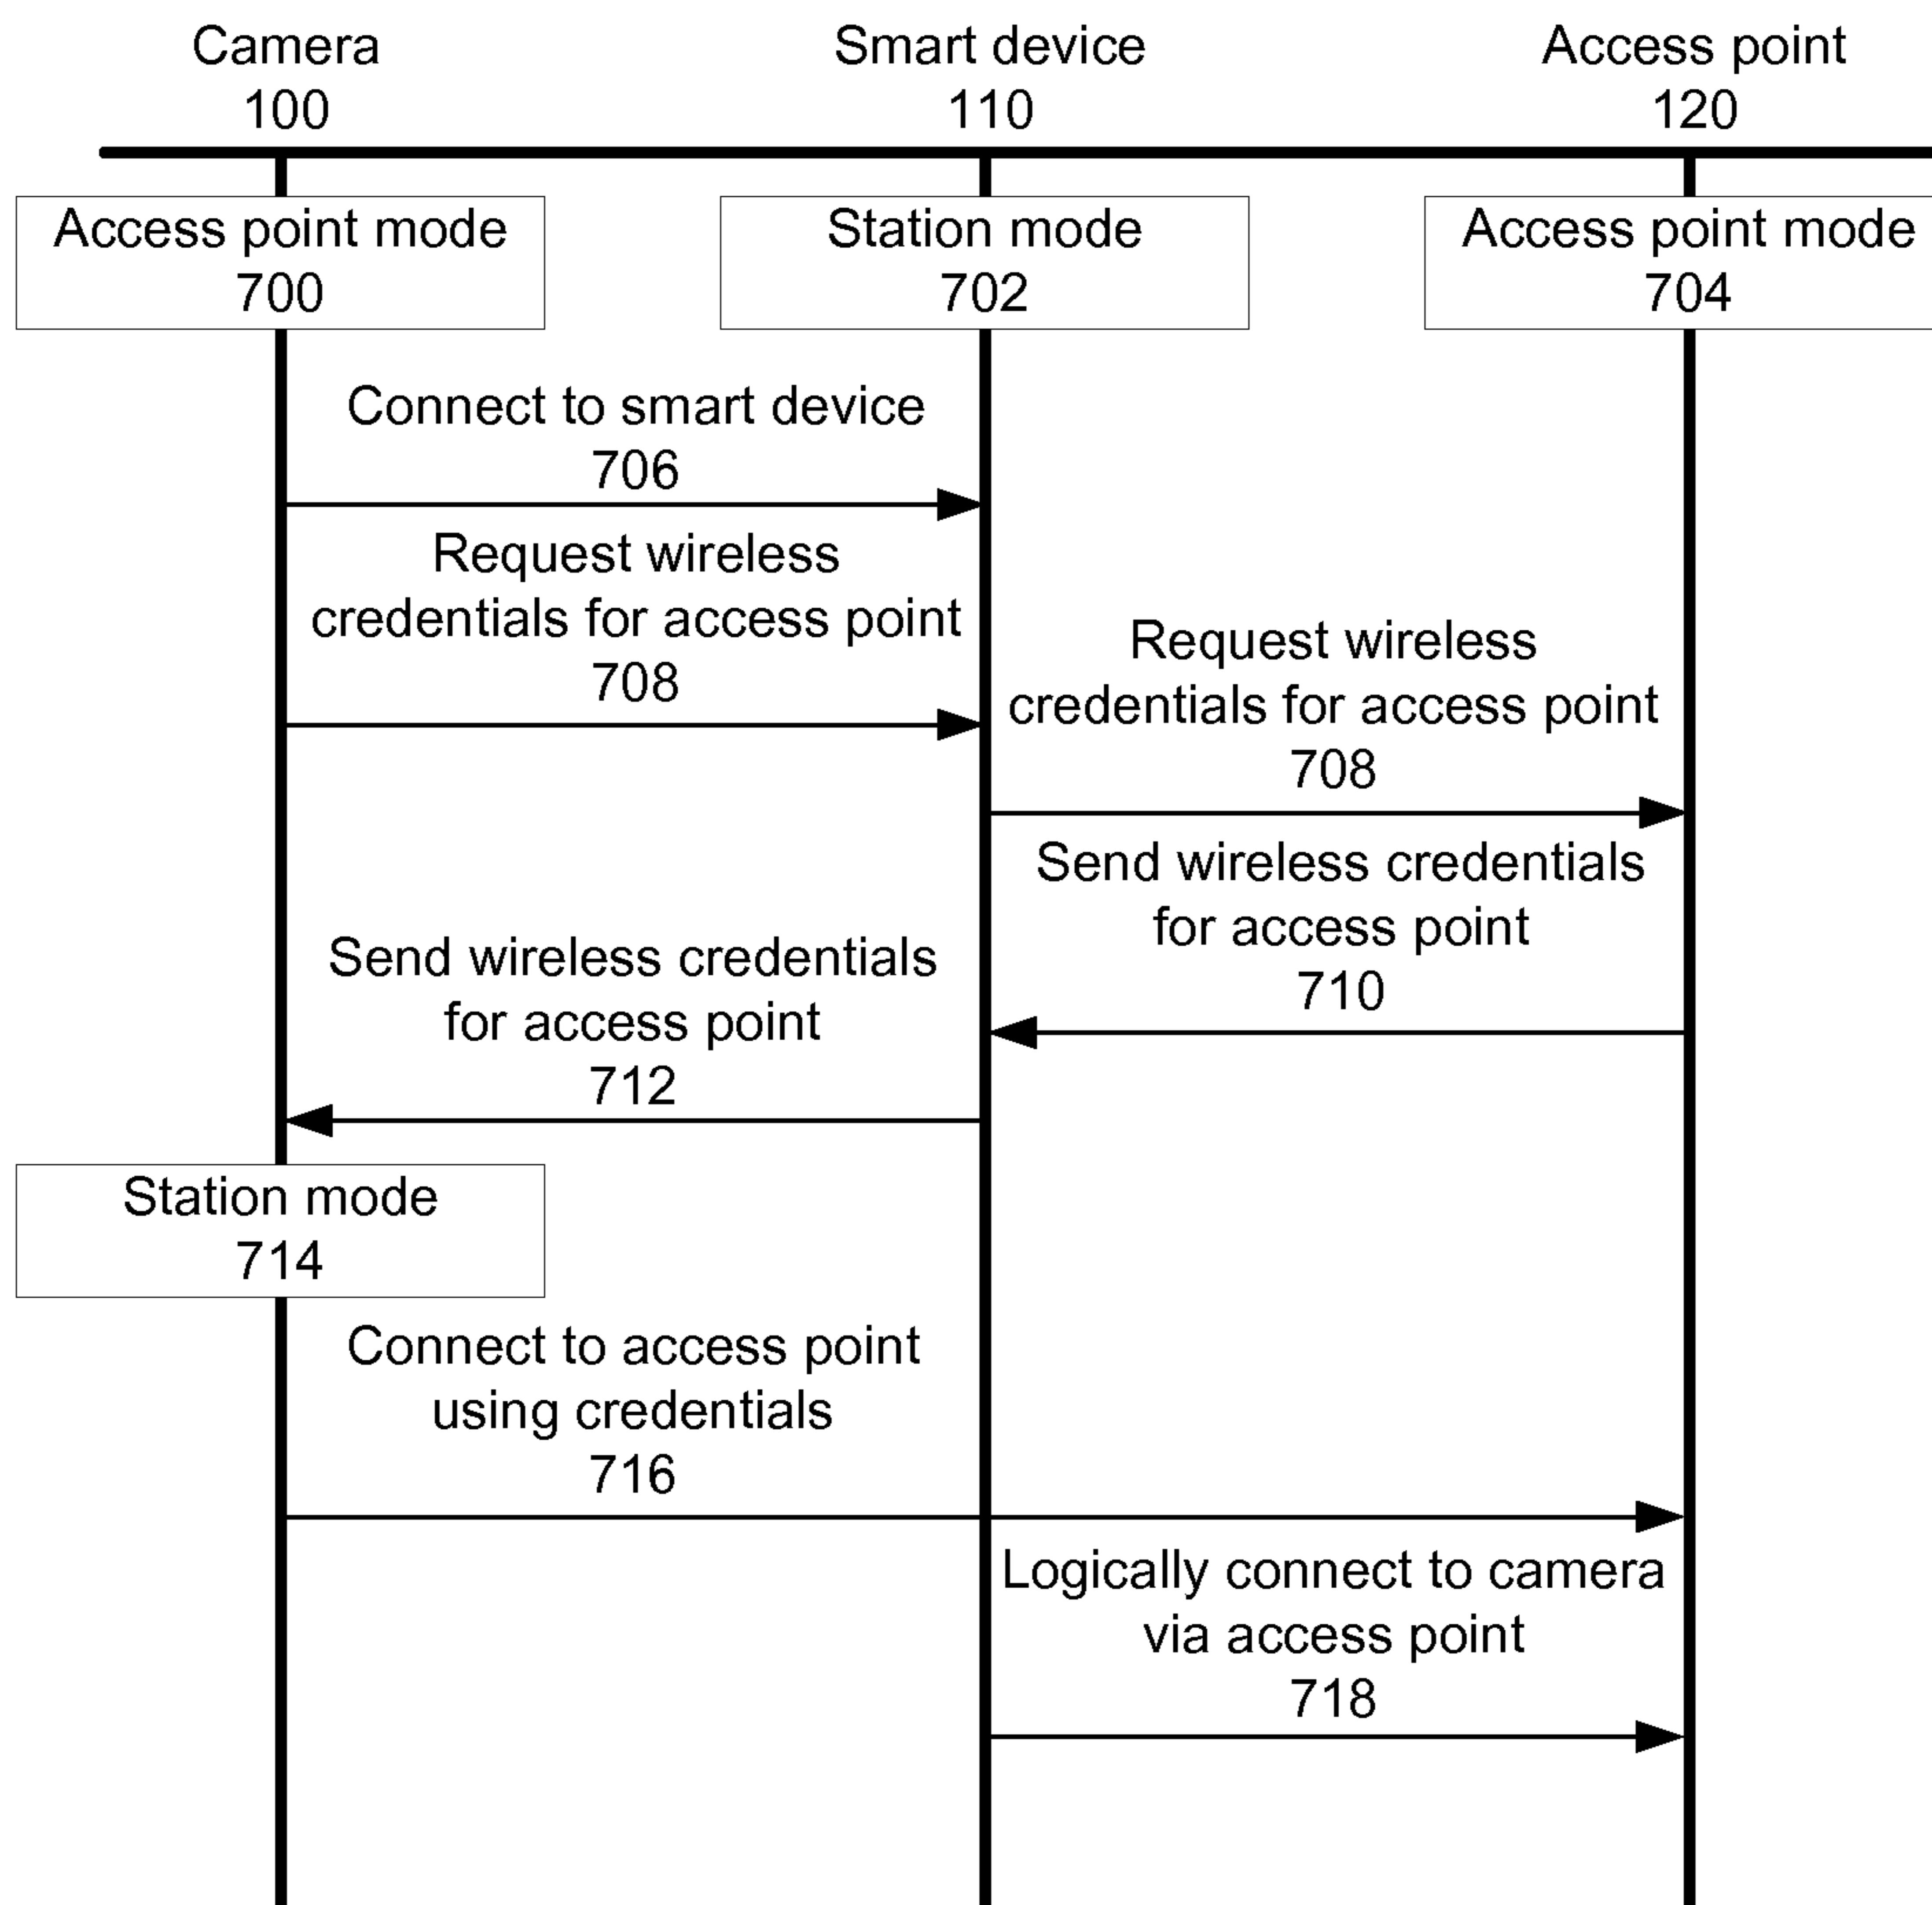 Camera
100
Smart device
110
Access point
120
Access point mode
700
Station mode
702
Access point mode
704
Connect to smart device
706
Request wireless
credentials for access point
708
Request wireless
credentials for access point
708
Send wireless credentials
for access point
710
Send wireless credentials
for access point
712
Station mode
714
Connect to access point
using credentials
716
Logically connect to camera
via access point
718